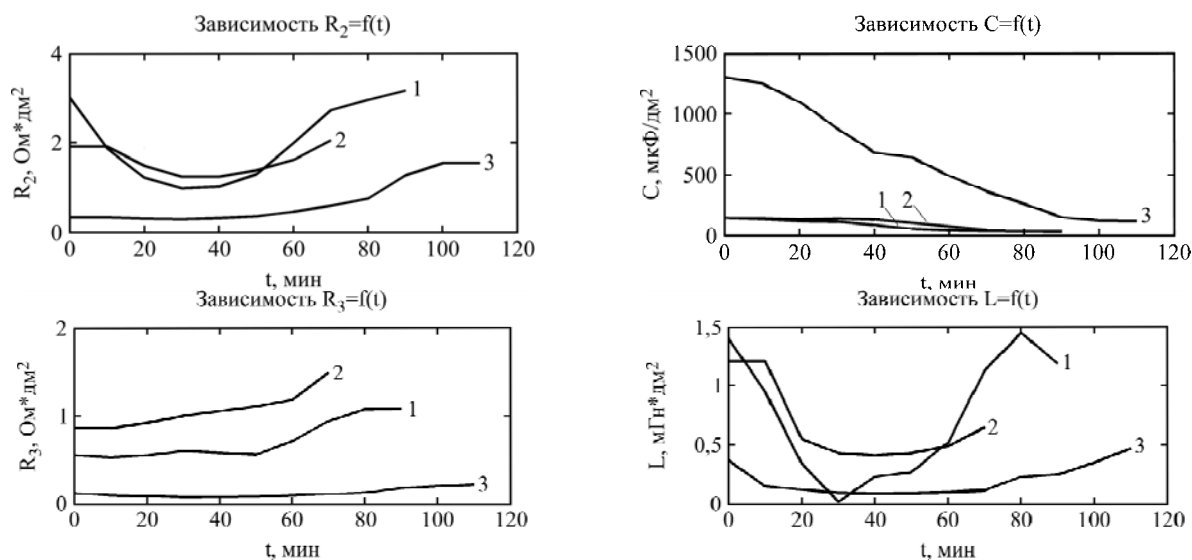 Зависимость R₂=f(t)
R₂, Ом*дм²
4
2
0
1
2
3
0 20 40 60 80 100 120
t, мин
Зависимость C=f(t)
C, мкФ/дм²
1500
1000
500
0
1 2
3
0 20 40 60 80 100 120
t, мин
Зависимость R₃=f(t)
R₃, Ом*дм²
2
1
0
2
1
3
0 20 40 60 80 100 120
t, мин
Зависимость L=f(t)
L, мГн*дм²
1,5
1
0,5
0
1
2
3
0 20 40 60 80 100 120
t, мин